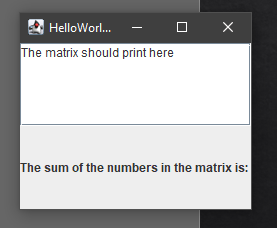 HelloWorl...
The matrix should print here
The sum of the numbers in the matrix is: